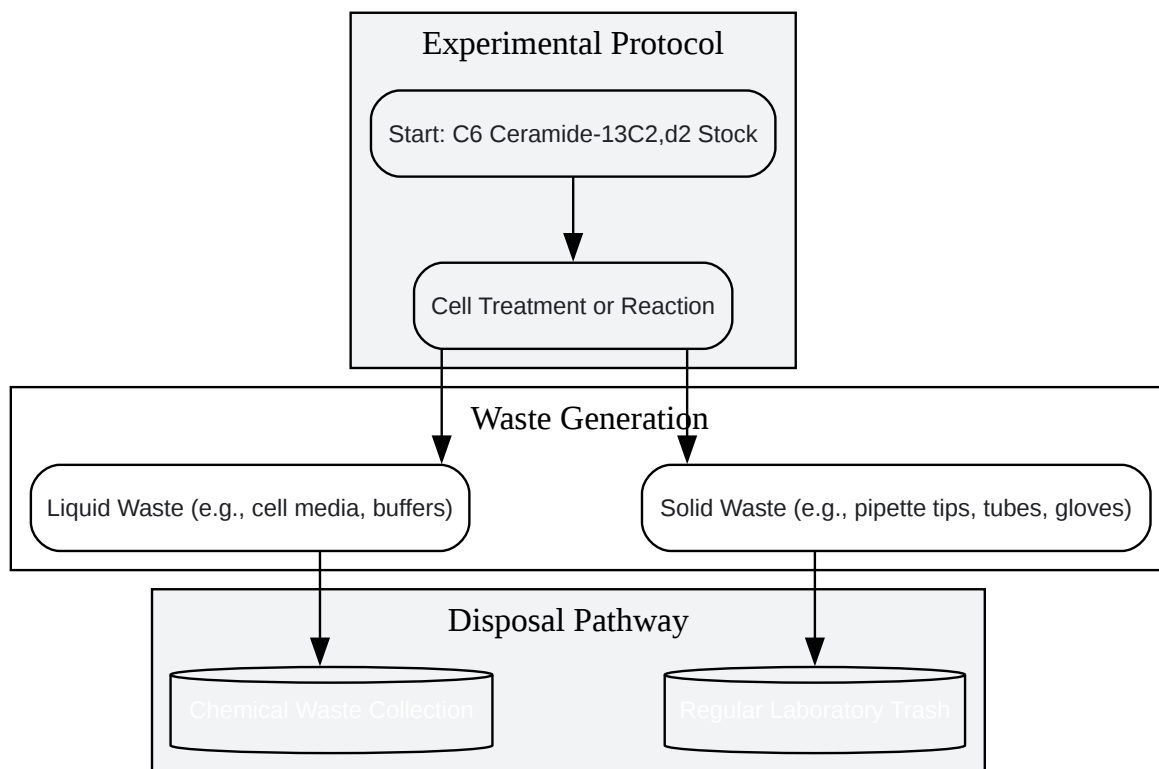 Experimental Protocol
Start: C6 Ceramide-13C2,d2 Stock
Cell Treatment or Reaction
Waste Generation
Liquid Waste (e.g., cell media, buffers)
Solid Waste (e.g., pipette tips, tubes, gloves)
Disposal Pathway
Chemical Waste Collection
Regular Laboratory Trash